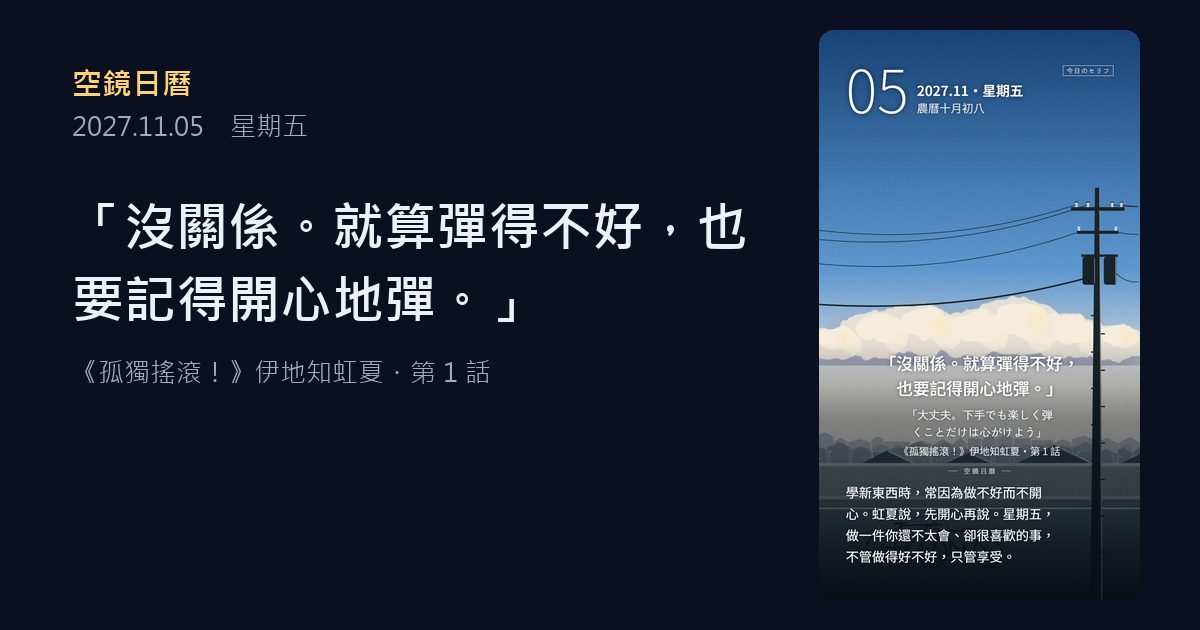 空鏡日曆
2027.11.05　星期五
「沒關係。就算彈得不好，也
要記得開心地彈。」
《孤獨搖滾！》伊地知虹夏・第 1 話
05
2027.11・星期五
農曆十月初八
今日のセリフ
「沒關係。就算彈得不好，
也要記得開心地彈。」
「大丈夫。下手でも楽しく弾
くことだけは心がけよう」
《孤獨搖滾！》伊地知虹夏・第 1 話
— 空鏡日曆 —
學新東西時，常因為做不好而不開
心。虹夏說，先開心再說。星期五，
做一件你還不太會、卻很喜歡的事，
不管做得好不好，只管享受。